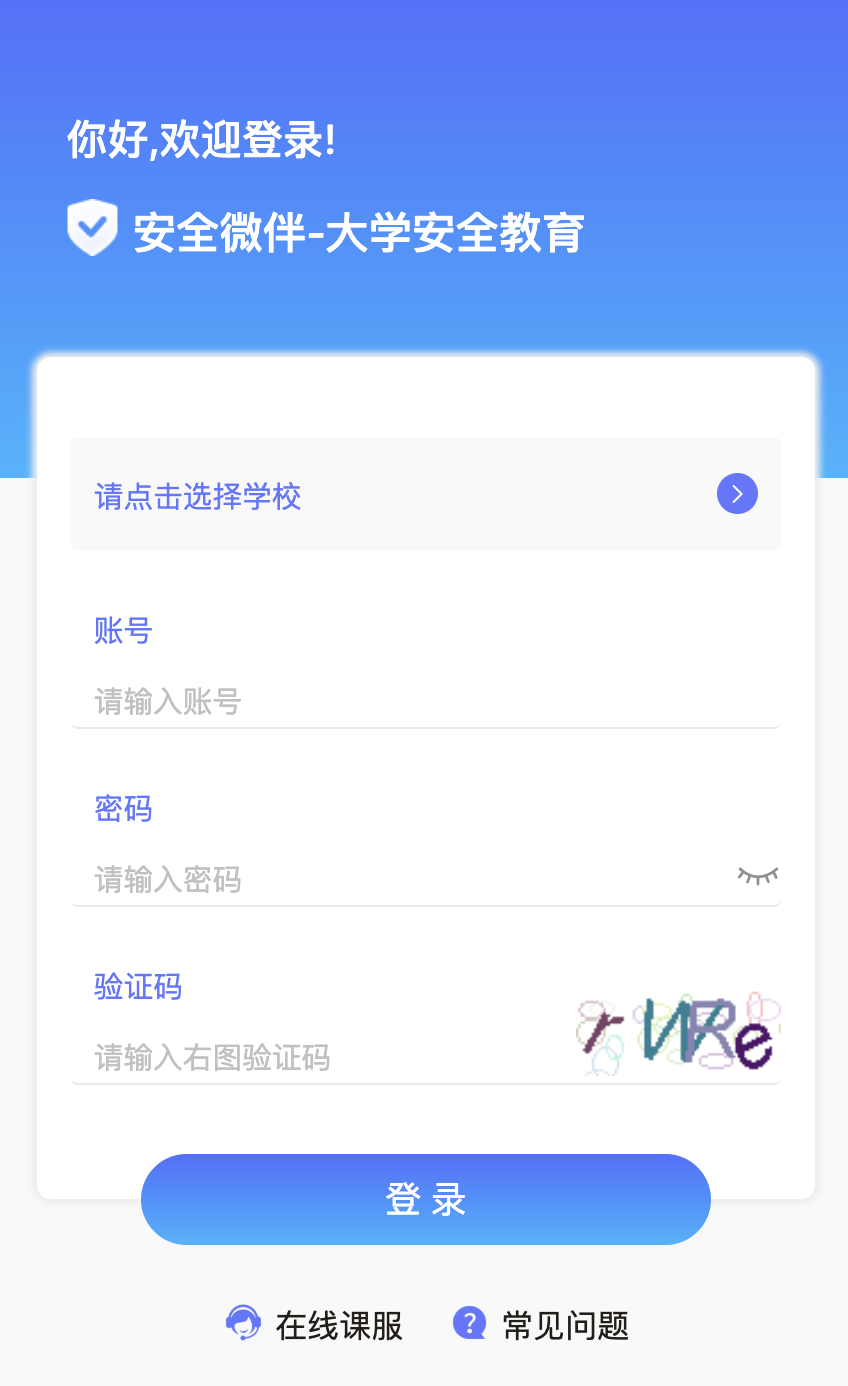 你好,欢迎登录!
安全微伴-大学安全教育
请点击选择学校
账号
请输入账号
密码
请输入密码
验证码
请输入右图验证码
rNRe
登录
在线课服
常见问题